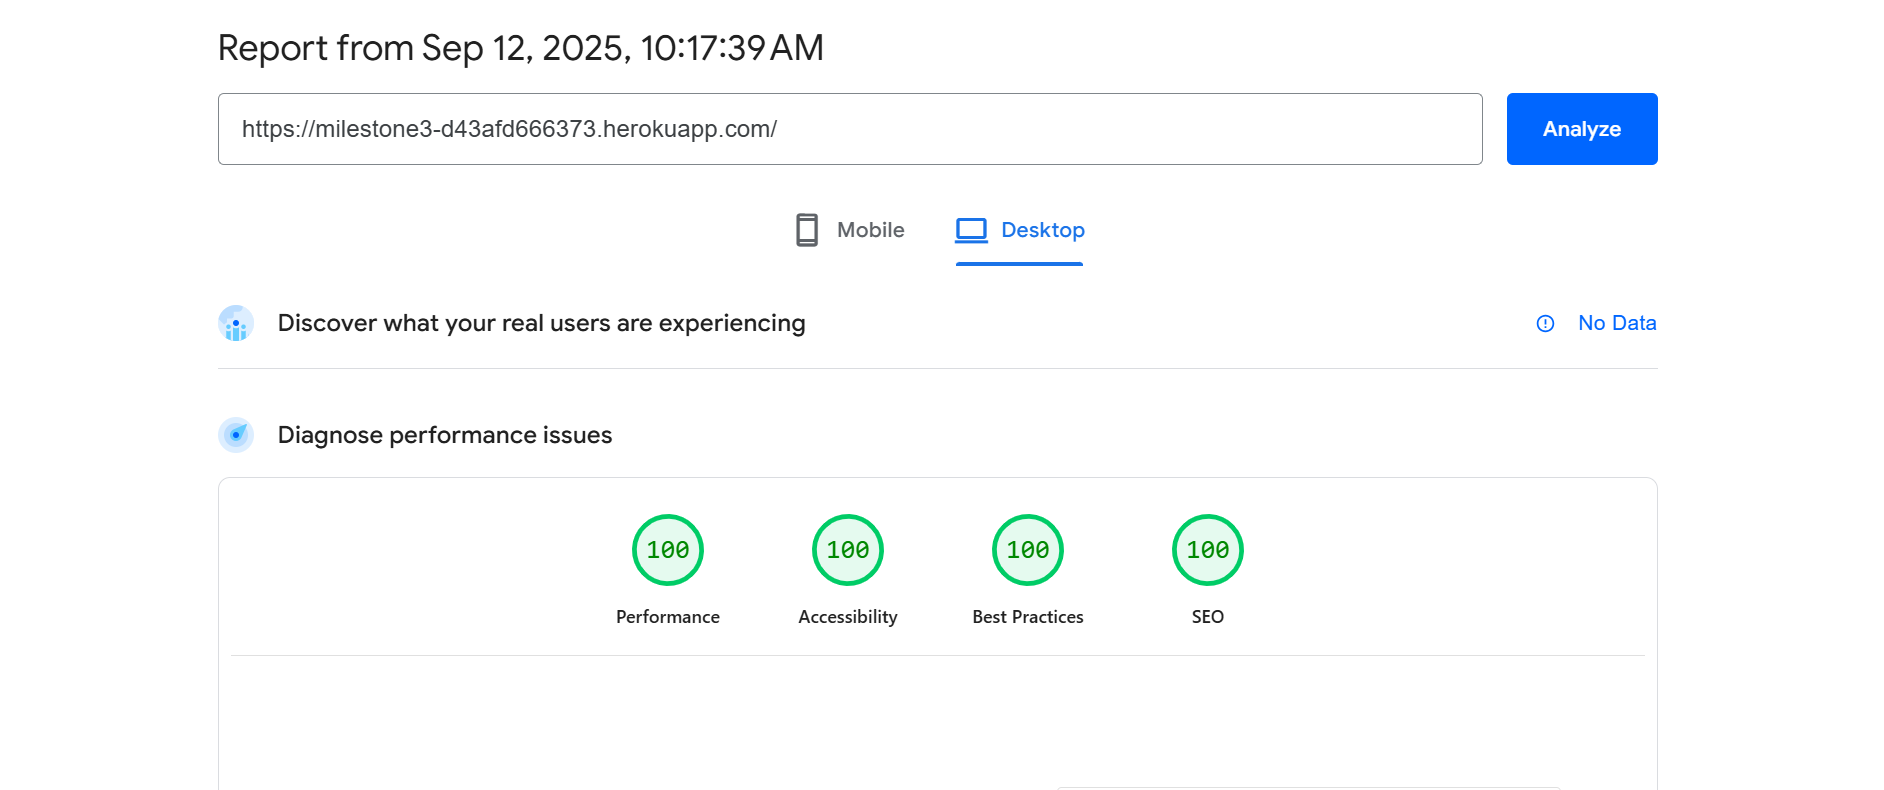 Report from Sep 12, 2025, 10:17:39 AM
https://milestone3-d43afd666373.herokuapp.com/
Analyze
Mobile
Desktop
Discover what your real users are experiencing
No Data
Diagnose performance issues
100
100
100
100
Performance
Accessibility
Best Practices
SEO